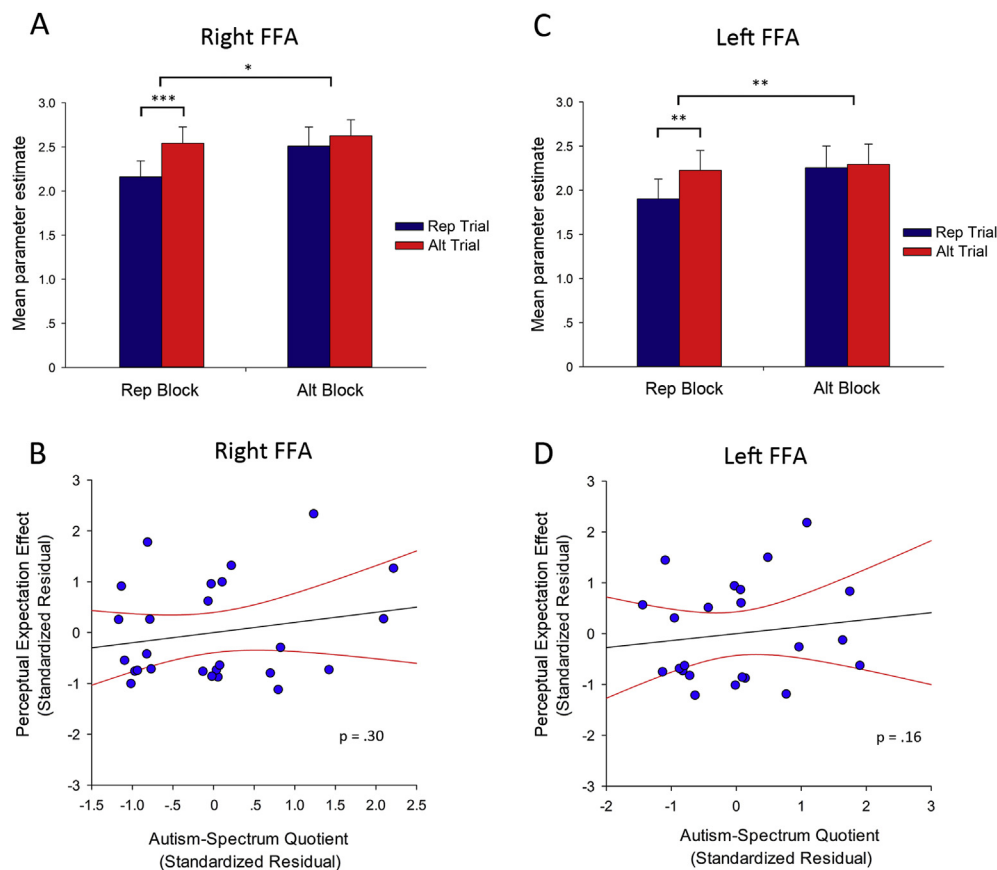 A
Right FFA
*
***
3.0
2.5
2.0
1.5
1.0
.5
0
Mean parameter estimate
Rep Trial
Alt Trial
Rep Block
Alt Block
C
Left FFA
**
**
3.0
2.5
2.0
1.5
1.0
.5
0
Mean parameter estimate
Rep Trial
Alt Trial
Rep Block
Alt Block
B
Right FFA
3
2
1
0
-1
-2
-3
Perceptual Expectation Effect
(Standardized Residual)
p = .30
-1.5 -1.0 -.5 0 .5 1.0 1.5 2.0 2.5
Autism-Spectrum Quotient
(Standardized Residual)
D
Left FFA
3
2
1
0
-1
-2
-3
Perceptual Expectation Effect
(Standardized Residual)
p = .16
-2 -1 0 1 2 3
Autism-Spectrum Quotient
(Standardized Residual)